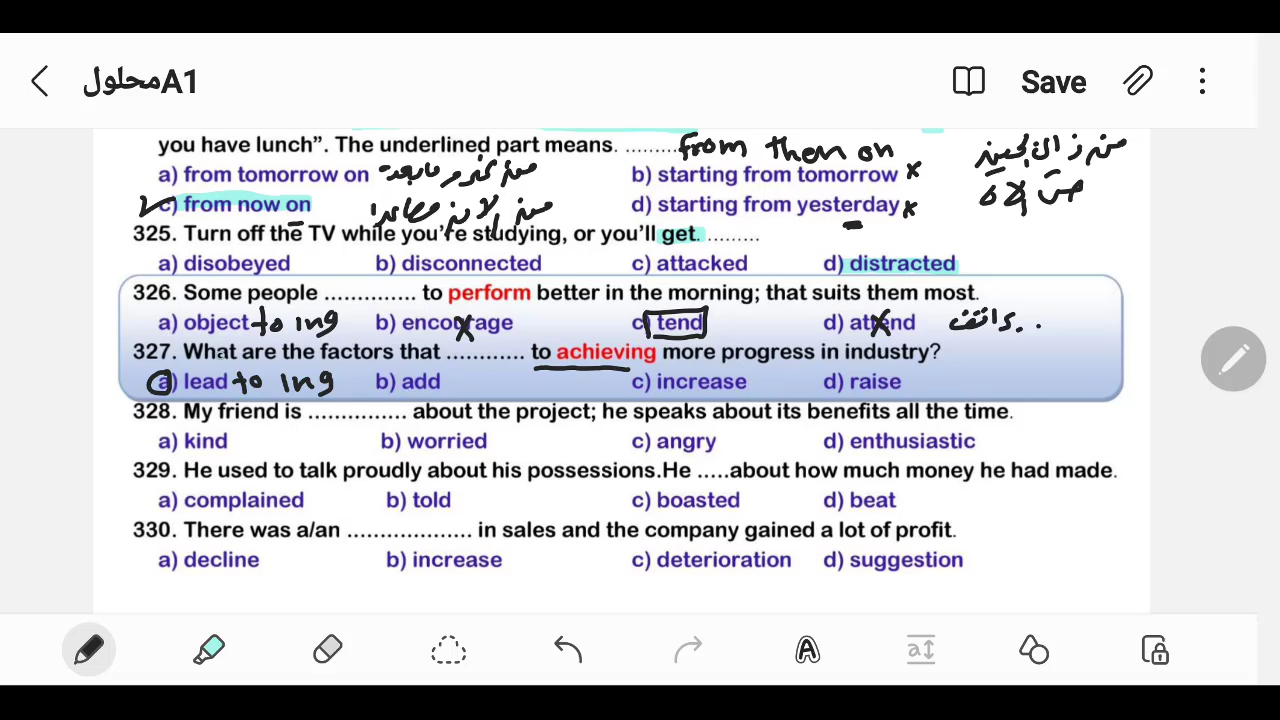 محلولA1
Save
you have lunch”. The underlined part means. ......... from them on
a) from tomorrow on b) starting from tomorrow x
c) from now on d) starting from yesterday x
325. Turn off the TV while you’re studying, or you’ll get. .........
a) disobeyed b) disconnected c) attacked d) distracted
326. Some people .............. to perform better in the morning; that suits them most.
a) object to ing b) encourage c) tend d) attend
327. What are the factors that ............ to achieving more progress in industry?
a) lead to ing b) add c) increase d) raise
328. My friend is ............... about the project; he speaks about its benefits all the time.
a) kind b) worried c) angry d) enthusiastic
329. He used to talk proudly about his possessions.He .....about how much money he had made.
a) complained b) told c) boasted d) beat
330. There was a/an ................... in sales and the company gained a lot of profit.
a) decline b) increase c) deterioration d) suggestion